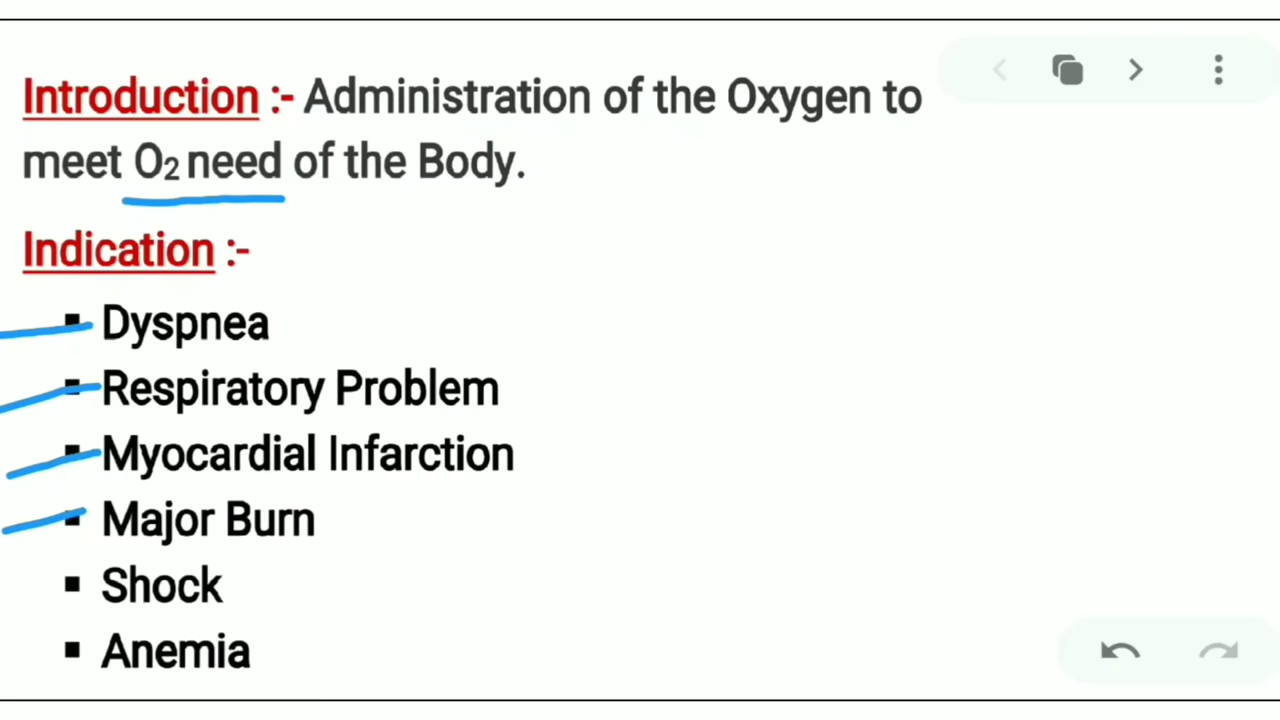 Introduction :- Administration of the Oxygen to
meet O2 need of the Body.
Indication :-
▪ Dyspnea
▪ Respiratory Problem
▪ Myocardial Infarction
▪ Major Burn
▪ Shock
▪ Anemia